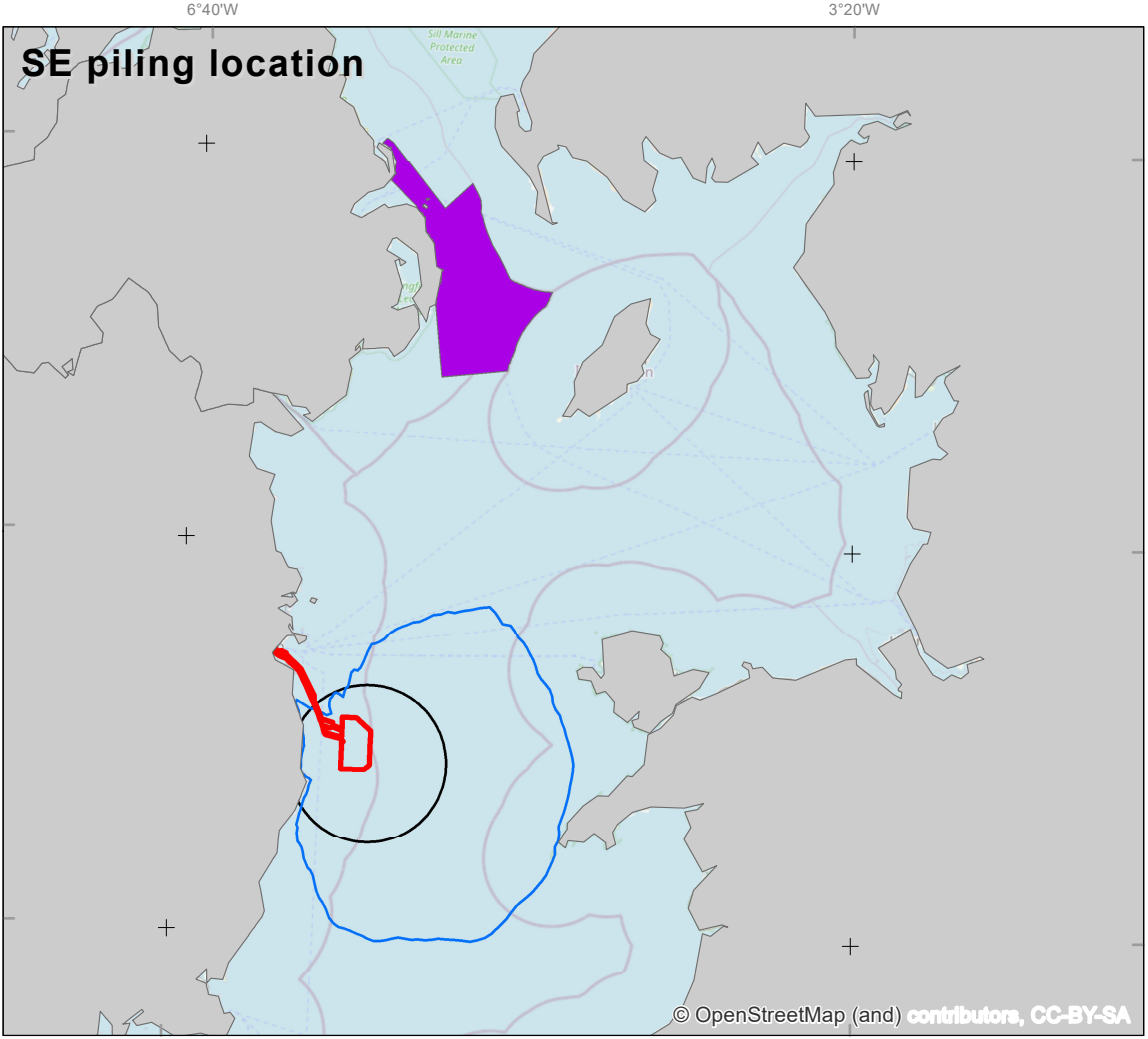 6°40'W
3°20'W
Sill Marine
Protected
Area
SE piling location
© OpenStreetMap (and) contributors, CC-BY-SA